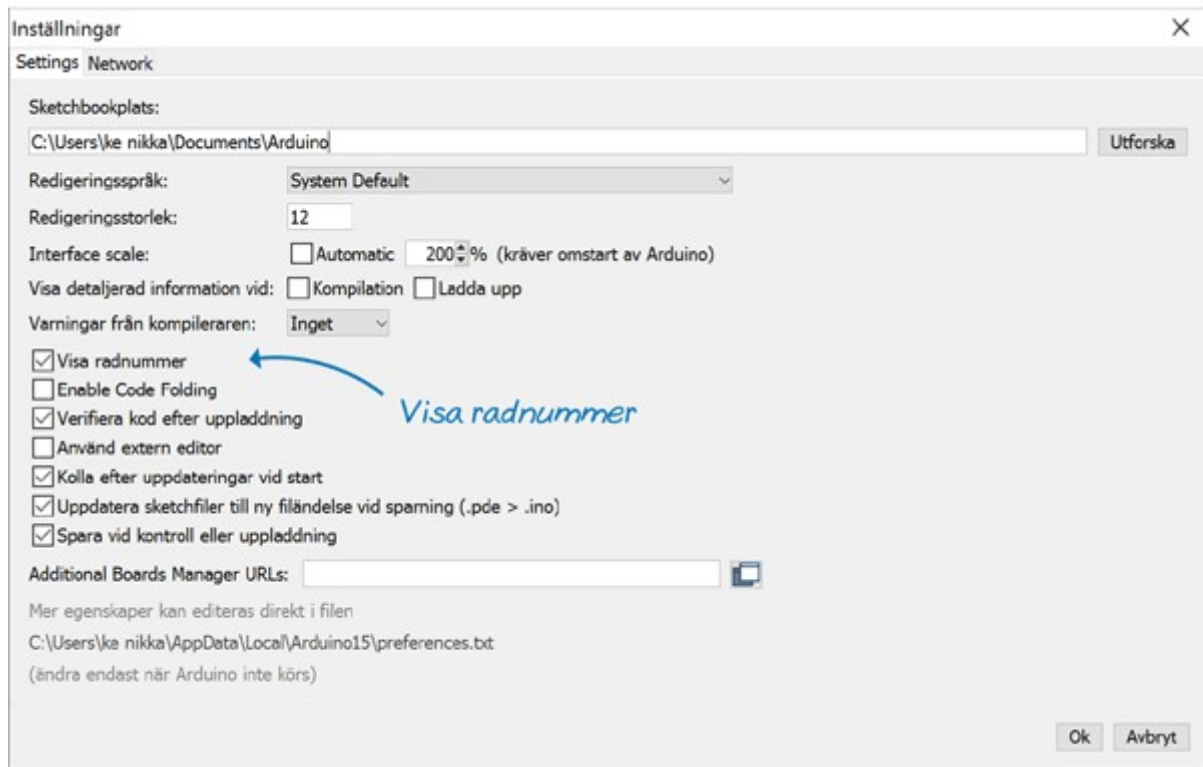 Inställningar
Settings Network
Sketchbookplats:
C:\Users\ke nikka\Documents\Arduino Utforska
Redigeringsspråk: System Default
Redigeringsstorlek: 12
Interface scale: Automatic 200 % (kräver omstart av Arduino)
Visa detaljerad information vid: Kompilation Ladda upp
Varningar från kompileraren: Inget
Visa radnummer
Enable Code Folding
Visa radnummer
Verifiera kod efter uppladdning
Använd extern editor
Kolla efter uppdateringar vid start
Uppdatera sketchfiler till ny filändelse vid sparning (.pde > .ino)
Spara vid kontroll eller uppladdning
Additional Boards Manager URLs:
Mer egenskaper kan editeras direkt i filen
C:\Users\ke nikka\AppData\Local\Arduino15\preferences.txt
(ändra endast när Arduino inte körs)
Ok Avbryt